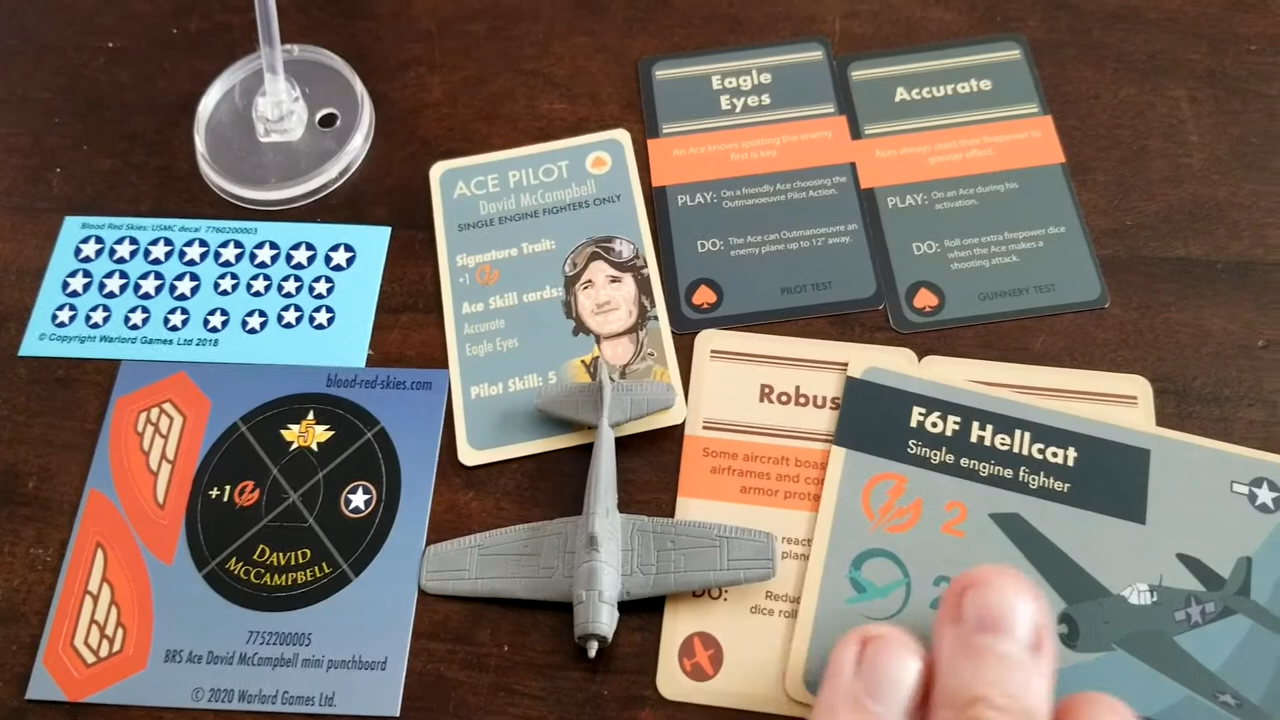 Eagle
Eyes
An Ace knows spotting the enemy
first is key.
PLAY: On a friendly Ace choosing the
Outmanoeuvre Pilot Action.
DO: The Ace can Outmanoeuvre an
enemy plane up to 12" away.
PILOT TEST
Accurate
Aces always used their firepower to
greater effect.
PLAY: On an Ace during his
activation.
DO: Roll one extra firepower dice
when the Ace makes a
shooting attack.
GUNNERY TEST
ACE PILOT
David McCampbell
SINGLE ENGINE FIGHTERS ONLY
Signature Trait:
+1
Ace Skill cards:
Accurate
Eagle Eyes
Pilot Skill: 5
Blood Red Skies: USMC decal 7760200003
© Copyright Warlord Games Ltd 2018
blood-red-skies.com
5
+1
DAVID
MCCAMPBELL
7752200005
BRS Ace David McCampbell mini punchboard
© 2020 Warlord Games Ltd.
Robus
Some aircraft boas
airframes and co
armor prote
react
plan
DO: Reduc
dice roll
F6F Hellcat
Single engine fighter
2